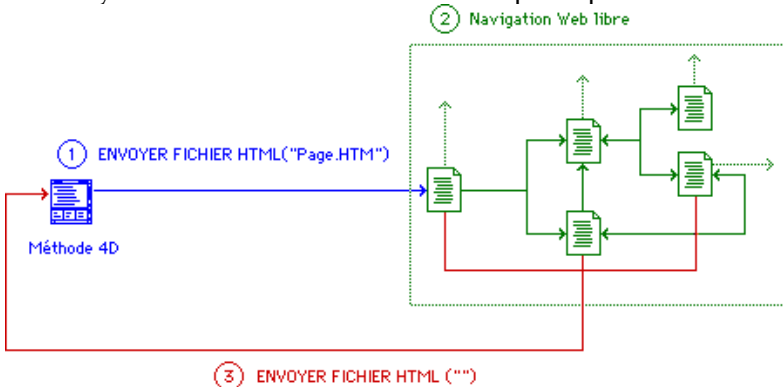 2 Navigation Web libre
1 ENVOYER FICHIER HTML("Page.HTM")
Méthode 4D
3 ENVOYER FICHIER HTML ("")